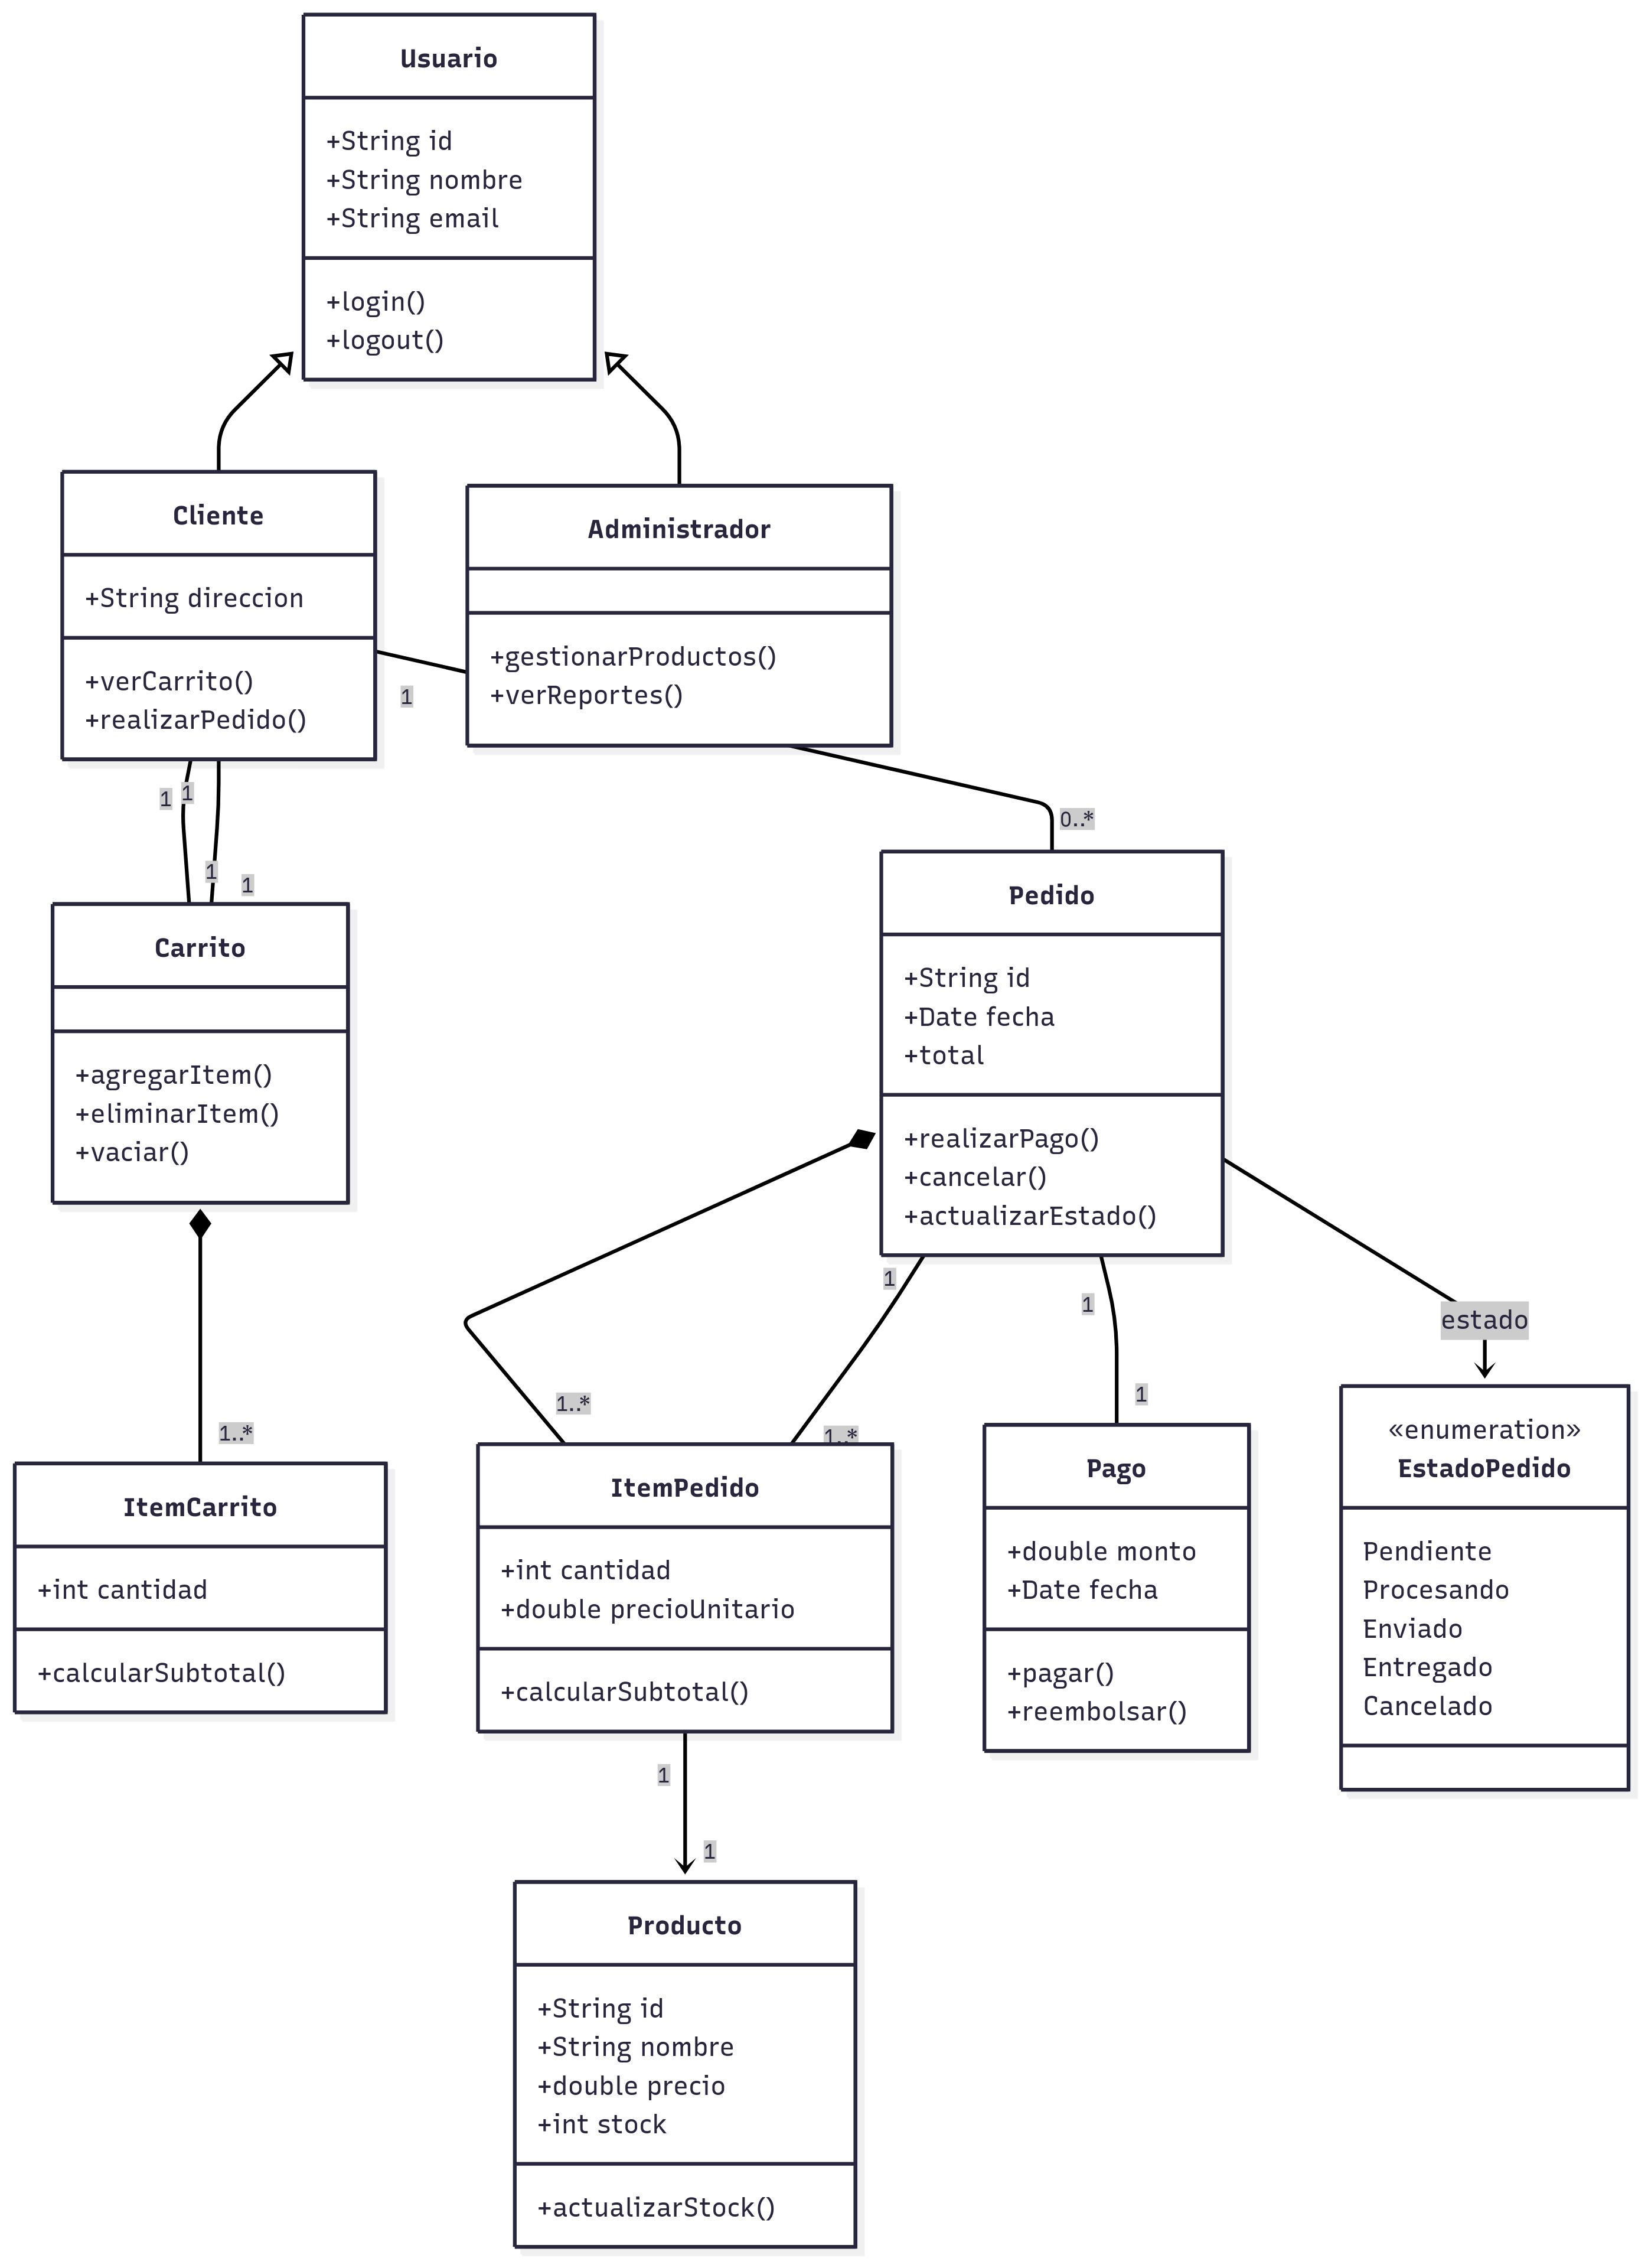 Usuario
+String id
+String nombre
+String email
+login()
+logout()
Cliente
+String direccion
+verCarrito()
+realizarPedido()
Administrador
+gestionarProductos()
+verReportes()
1
1
1
0..*
1
1
Carrito
+agregarItem()
+eliminarItem()
+vaciar()
Pedido
+String id
+Date fecha
+total
+realizarPago()
+cancelar()
+actualizarEstado()
1
1
estado
1..*
1..*
1..*
1
ItemCarrito
+int cantidad
+calcularSubtotal()
ItemPedido
+int cantidad
+double precioUnitario
+calcularSubtotal()
Pago
+double monto
+Date fecha
+pagar()
+reembolsar()
«enumeration»
EstadoPedido
Pendiente
Procesando
Enviado
Entregado
Cancelado
1
1
Producto
+String id
+String nombre
+double precio
+int stock
+actualizarStock()